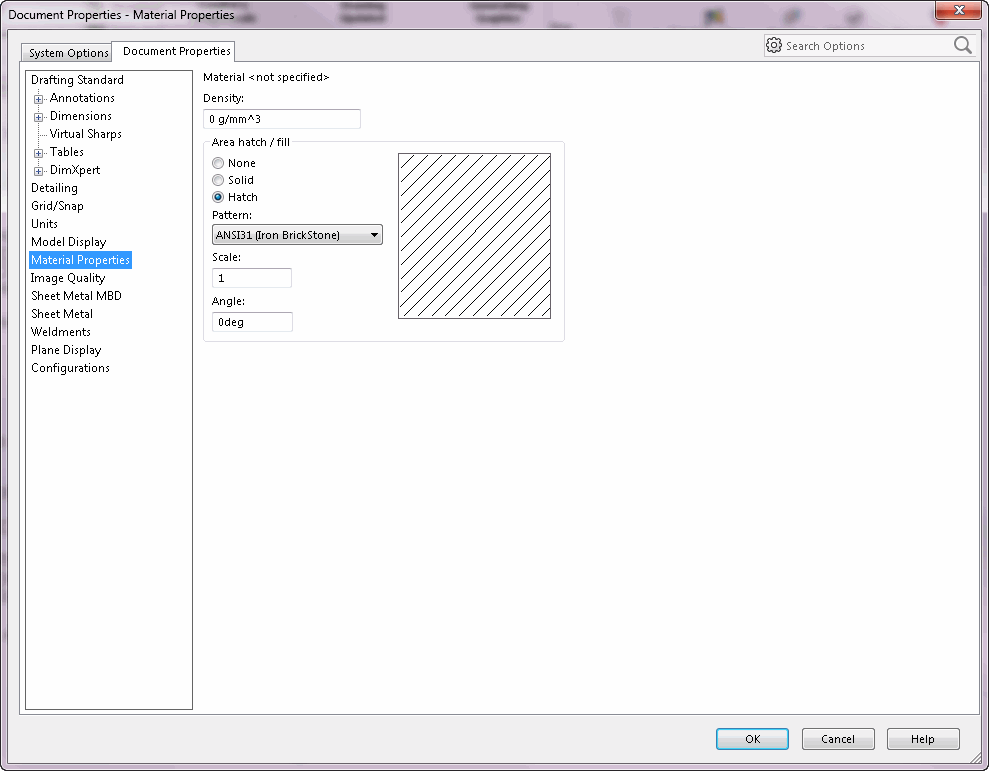 Document Properties - Material Properties
System Options
Document Properties
Search Options
Drafting Standard
Annotations
Dimensions
Virtual Sharps
Tables
DimXpert
Detailing
Grid/Snap
Units
Model Display
Material Properties
Image Quality
Sheet Metal MBD
Sheet Metal
Weldments
Plane Display
Configurations
Material <not specified>
Density:
0 g/mm^3
Area hatch / fill
None
Solid
Hatch
Pattern:
ANSI31 (Iron BrickStone)
Scale:
1
Angle:
0deg
OK
Cancel
Help